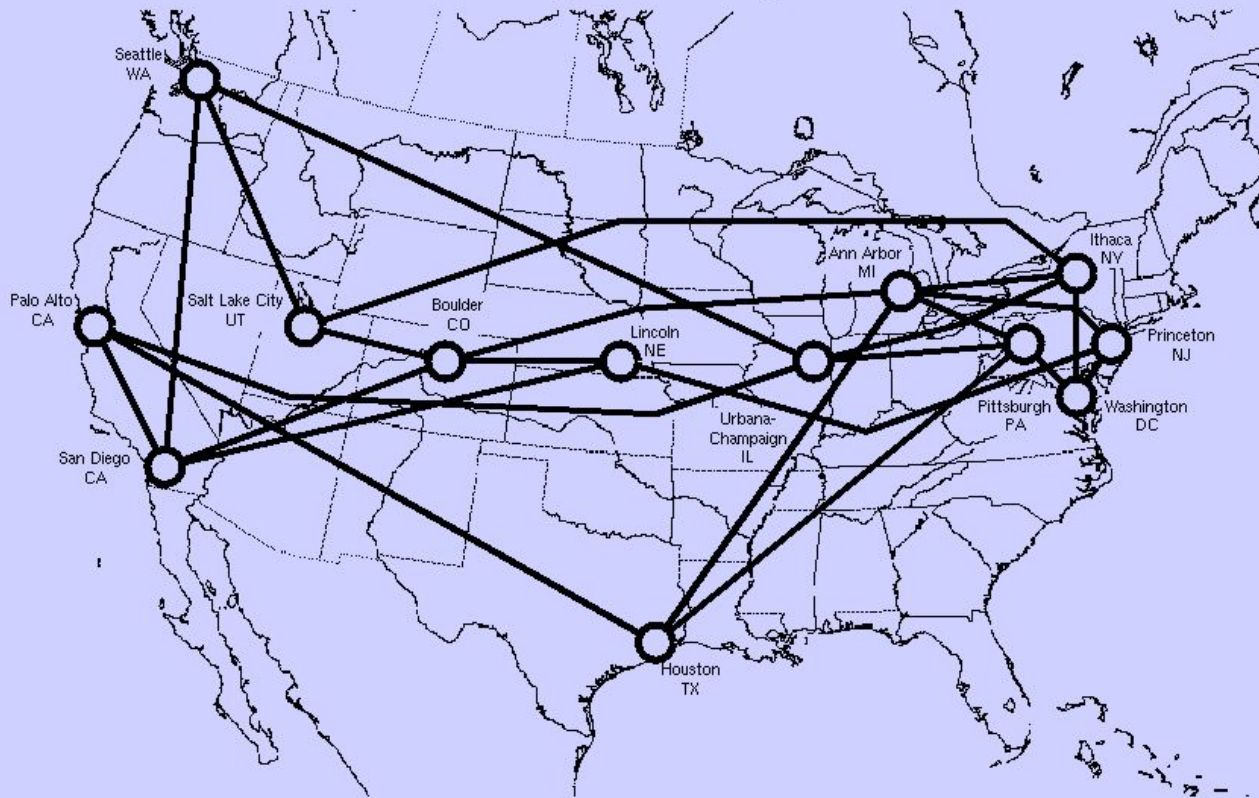 Seattle
WA
Ithaca
NY
Ann Arbor
MI
Palo Alto
CA
Salt Lake City
UT
Boulder
CO
Lincoln
NE
Princeton
NJ
Urbana-
Champaign
IL
Pittsburgh
PA
Washington
DC
San Diego
CA
Houston
TX